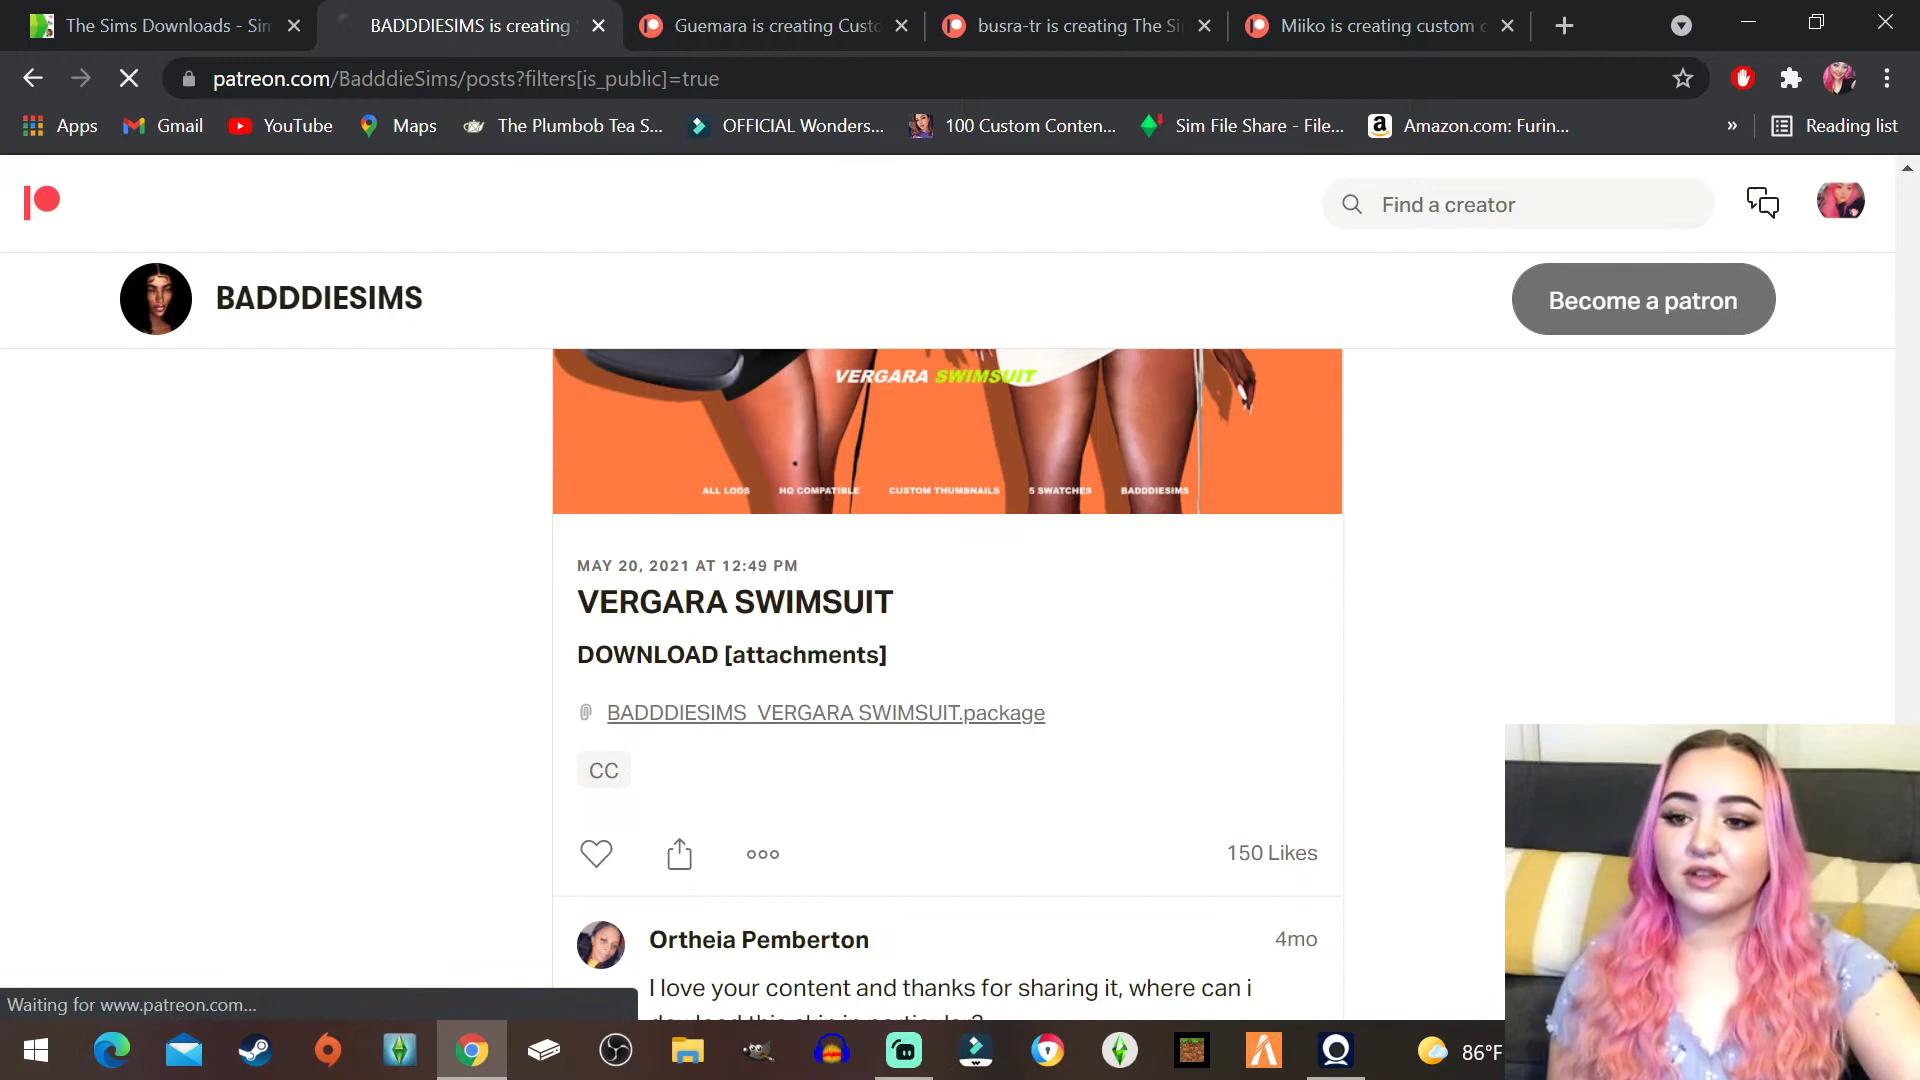 The Sims Downloads - Sim
BADDDIESIMS is creating
Guemara is creating Custo
busra-tr is creating The Si
Miiko is creating custom c
patreon.com/BadddieSims/posts?filters[is_public]=true
Apps
Gmail
YouTube
Maps
The Plumbob Tea S...
OFFICIAL Wonders...
100 Custom Conten...
Sim File Share - File...
Amazon.com: Furin...
»
Reading list
Find a creator
BADDDIESIMS
Become a patron
VERGARA SWIMSUIT
ALL LODS HQ COMPATIBLE CUSTOM THUMBNAILS 5 SWATCHES BADDDIESIMS
MAY 20, 2021 AT 12:49 PM
VERGARA SWIMSUIT
DOWNLOAD [attachments]
BADDDIESIMS_VERGARA SWIMSUIT.package
CC
150 Likes
Ortheia Pemberton
4mo
I love your content and thanks for sharing it, where can i
Waiting for www.patreon.com...
86°F